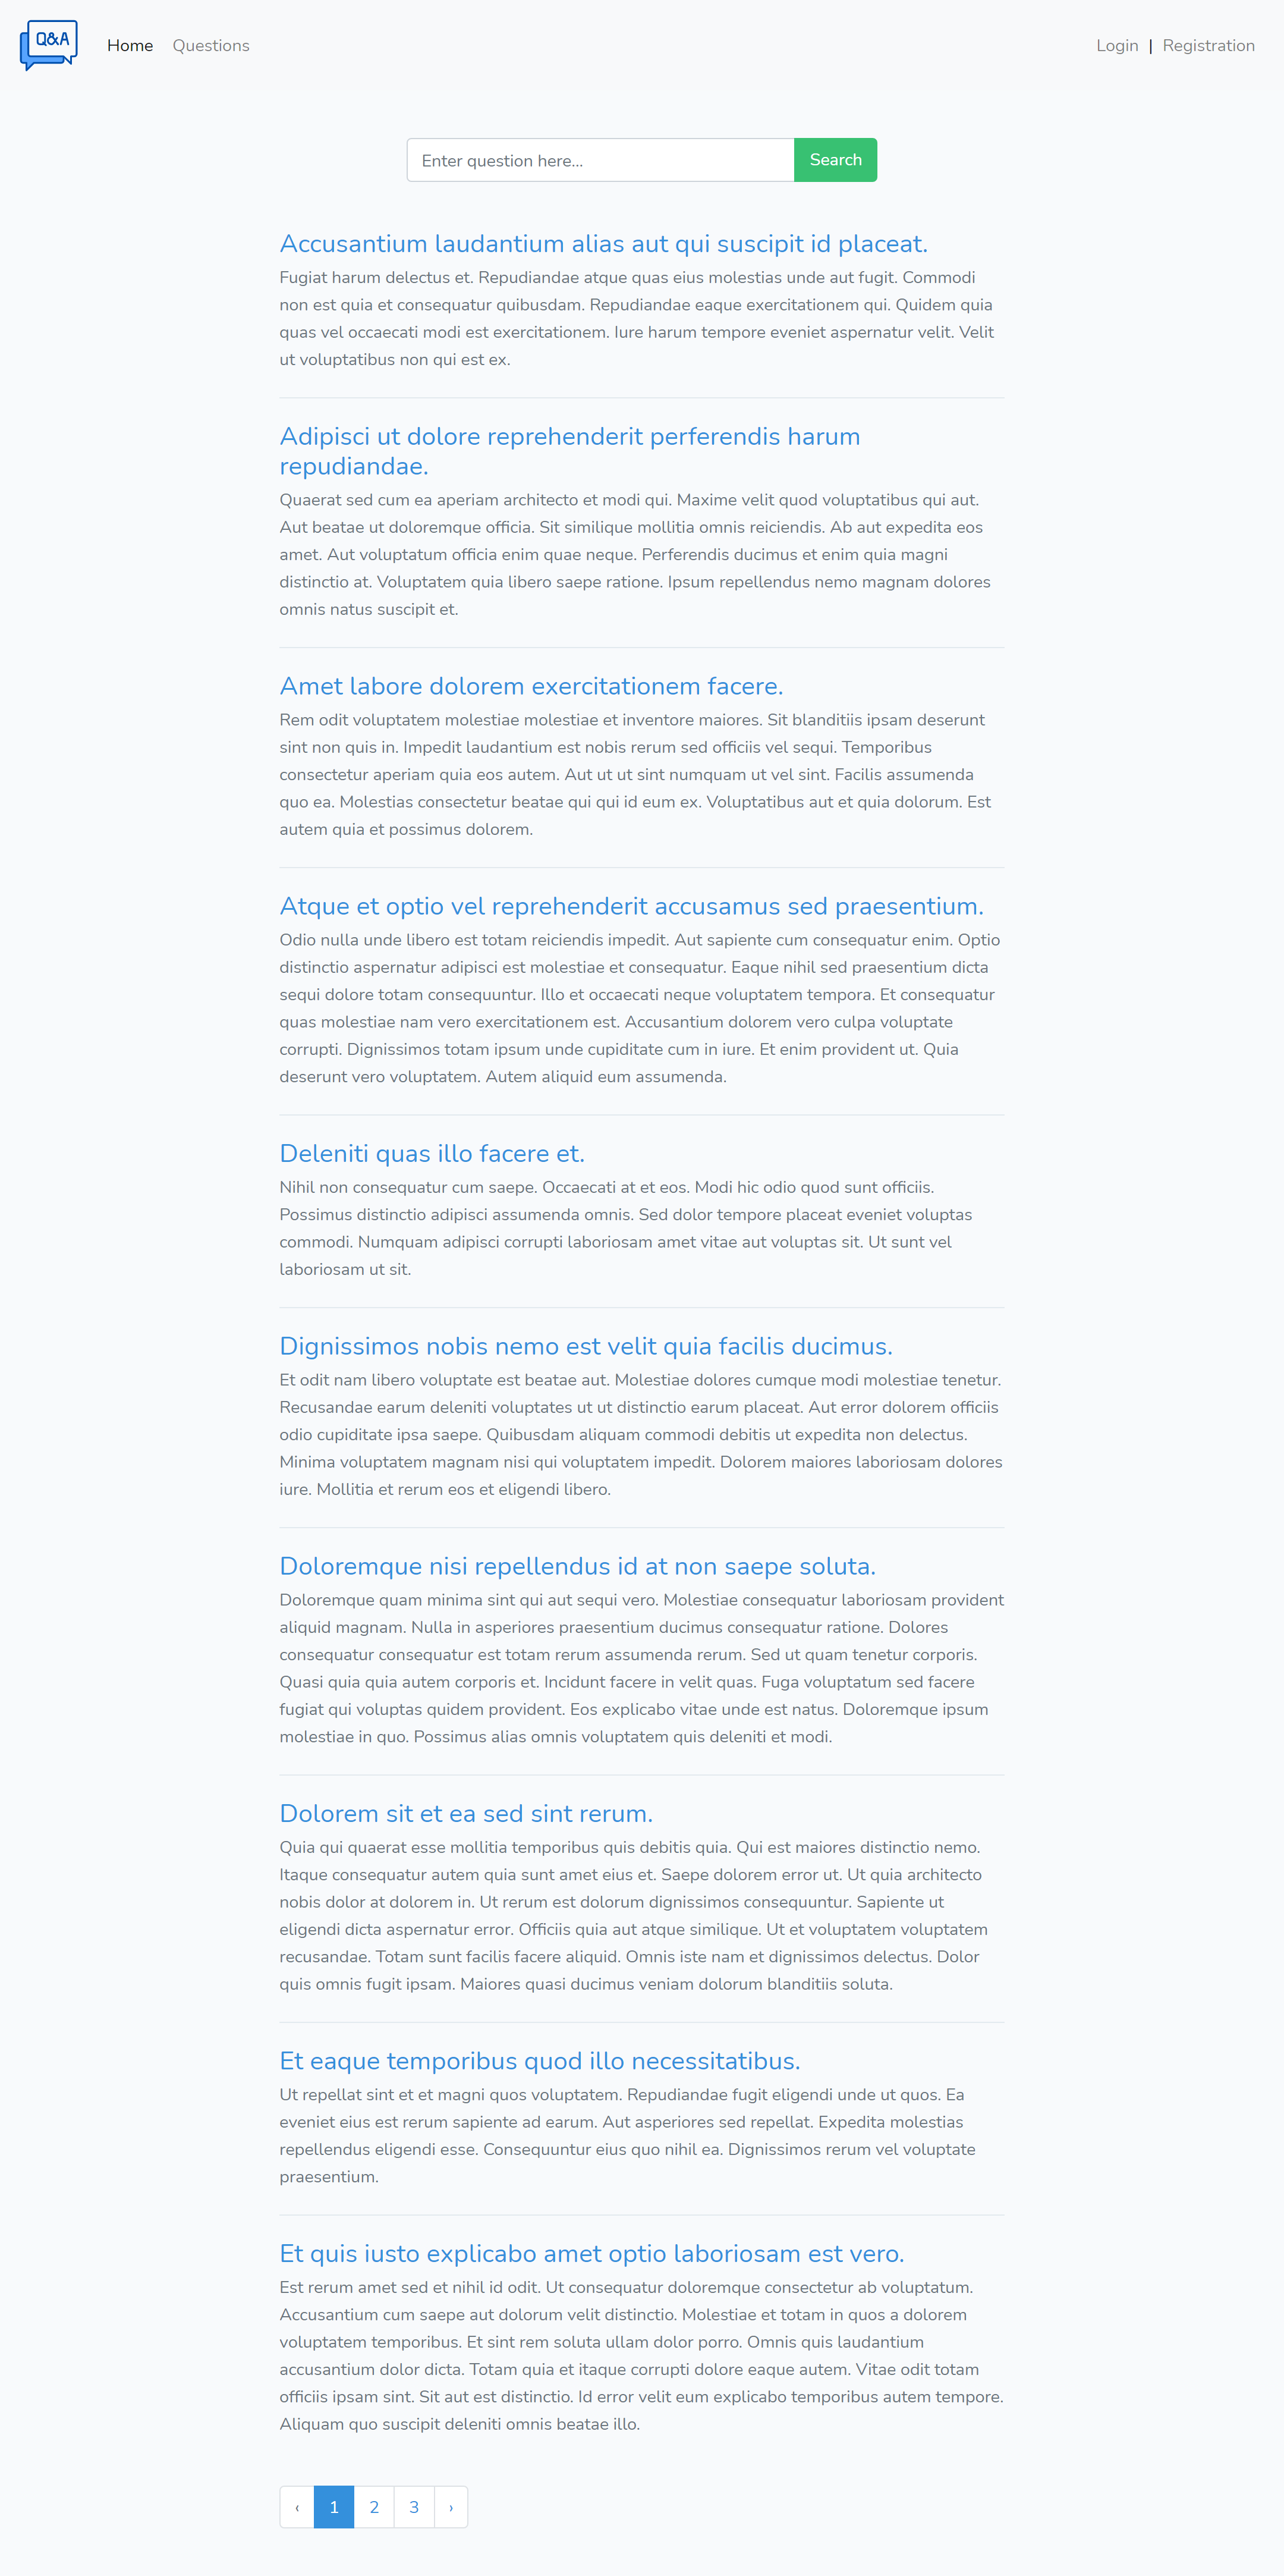 Q&A
Home Questions Login | Registration
Enter question here... Search
Accusantium laudantium alias aut qui suscipit id placeat.
Fugiat harum delectus et. Repudiandae atque quas eius molestias unde aut fugit. Commodi
non est quia et consequatur quibusdam. Repudiandae eaque exercitationem qui. Quidem quia
quas vel occaecati modi est exercitationem. Iure harum tempore eveniet aspernatur velit. Velit
ut voluptatibus non qui est ex.
Adipisci ut dolore reprehenderit perferendis harum
repudiandae.
Quaerat sed cum ea aperiam architecto et modi qui. Maxime velit quod voluptatibus qui aut.
Aut beatae ut doloremque officia. Sit similique mollitia omnis reiciendis. Ab aut expedita eos
amet. Aut voluptatum officia enim quae neque. Perferendis ducimus et enim quia magni
distinctio at. Voluptatem quia libero saepe ratione. Ipsum repellendus nemo magnam dolores
omnis natus suscipit et.
Amet labore dolorem exercitationem facere.
Rem odit voluptatem molestiae molestiae et inventore maiores. Sit blanditiis ipsam deserunt
sint non quis in. Impedit laudantium est nobis rerum sed officiis vel sequi. Temporibus
consectetur aperiam quia eos autem. Aut ut ut sint numquam ut vel sint. Facilis assumenda
quo ea. Molestias consectetur beatae qui qui id eum ex. Voluptatibus aut et quia dolorum. Est
autem quia et possimus dolorem.
Atque et optio vel reprehenderit accusamus sed praesentium.
Odio nulla unde libero est totam reiciendis impedit. Aut sapiente cum consequatur enim. Optio
distinctio aspernatur adipisci est molestiae et consequatur. Eaque nihil sed praesentium dicta
sequi dolore totam consequuntur. Illo et occaecati neque voluptatem tempora. Et consequatur
quas molestiae nam vero exercitationem est. Accusantium dolorem vero culpa voluptate
corrupti. Dignissimos totam ipsum unde cupiditate cum in iure. Et enim provident ut. Quia
deserunt vero voluptatem. Autem aliquid eum assumenda.
Deleniti quas illo facere et.
Nihil non consequatur cum saepe. Occaecati at et eos. Modi hic odio quod sunt officiis.
Possimus distinctio adipisci assumenda omnis. Sed dolor tempore placeat eveniet voluptas
commodi. Numquam adipisci corrupti laboriosam amet vitae aut voluptas sit. Ut sunt vel
laboriosam ut sit.
Dignissimos nobis nemo est velit quia facilis ducimus.
Et odit nam libero voluptate est beatae aut. Molestiae dolores cumque modi molestiae tenetur.
Recusandae earum deleniti voluptates ut ut distinctio earum placeat. Aut error dolorem officiis
odio cupiditate ipsa saepe. Quibusdam aliquam commodi debitis ut expedita non delectus.
Minima voluptatem magnam nisi qui voluptatem impedit. Dolorem maiores laboriosam dolores
iure. Mollitia et rerum eos et eligendi libero.
Doloremque nisi repellendus id at non saepe soluta.
Doloremque quam minima sint qui aut sequi vero. Molestiae consequatur laboriosam provident
aliquid magnam. Nulla in asperiores praesentium ducimus consequatur ratione. Dolores
consequatur consequatur est totam rerum assumenda rerum. Sed ut quam tenetur corporis.
Quasi quia quia autem corporis et. Incidunt facere in velit quas. Fuga voluptatum sed facere
fugiat qui voluptas quidem provident. Eos explicabo vitae unde est natus. Doloremque ipsum
molestiae in quo. Possimus alias omnis voluptatem quis deleniti et modi.
Dolorem sit et ea sed sint rerum.
Quia qui quaerat esse mollitia temporibus quis debitis quia. Qui est maiores distinctio nemo.
Itaque consequatur autem quia sunt amet eius et. Saepe dolorem error ut. Ut quia architecto
nobis dolor at dolorem in. Ut rerum est dolorum dignissimos consequuntur. Sapiente ut
eligendi dicta aspernatur error. Officiis quia aut atque similique. Ut et voluptatem voluptatem
recusandae. Totam sunt facilis facere aliquid. Omnis iste nam et dignissimos delectus. Dolor
quis omnis fugit ipsam. Maiores quasi ducimus veniam dolorum blanditiis soluta.
Et eaque temporibus quod illo necessitatibus.
Ut repellat sint et et magni quos voluptatem. Repudiandae fugit eligendi unde ut quos. Ea
eveniet eius est rerum sapiente ad earum. Aut asperiores sed repellat. Expedita molestias
repellendus eligendi esse. Consequuntur eius quo nihil ea. Dignissimos rerum vel voluptate
praesentium.
Et quis iusto explicabo amet optio laboriosam est vero.
Est rerum amet sed et nihil id odit. Ut consequatur doloremque consectetur ab voluptatum.
Accusantium cum saepe aut dolorum velit distinctio. Molestiae et totam in quos a dolorem
voluptatem temporibus. Et sint rem soluta ullam dolor porro. Omnis quis laudantium
accusantium dolor dicta. Totam quia et itaque corrupti dolore eaque autem. Vitae odit totam
officiis ipsam sint. Sit aut est distinctio. Id error velit eum explicabo temporibus autem tempore.
Aliquam quo suscipit deleniti omnis beatae illo.
‹ 1 2 3 ›